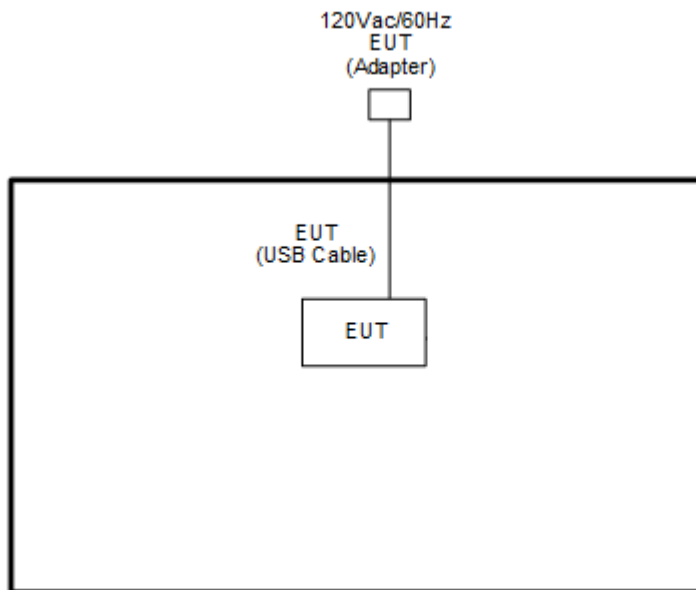 120Vac/60Hz
EUT
(Adapter)
EUT
(USB Cable)
EUT